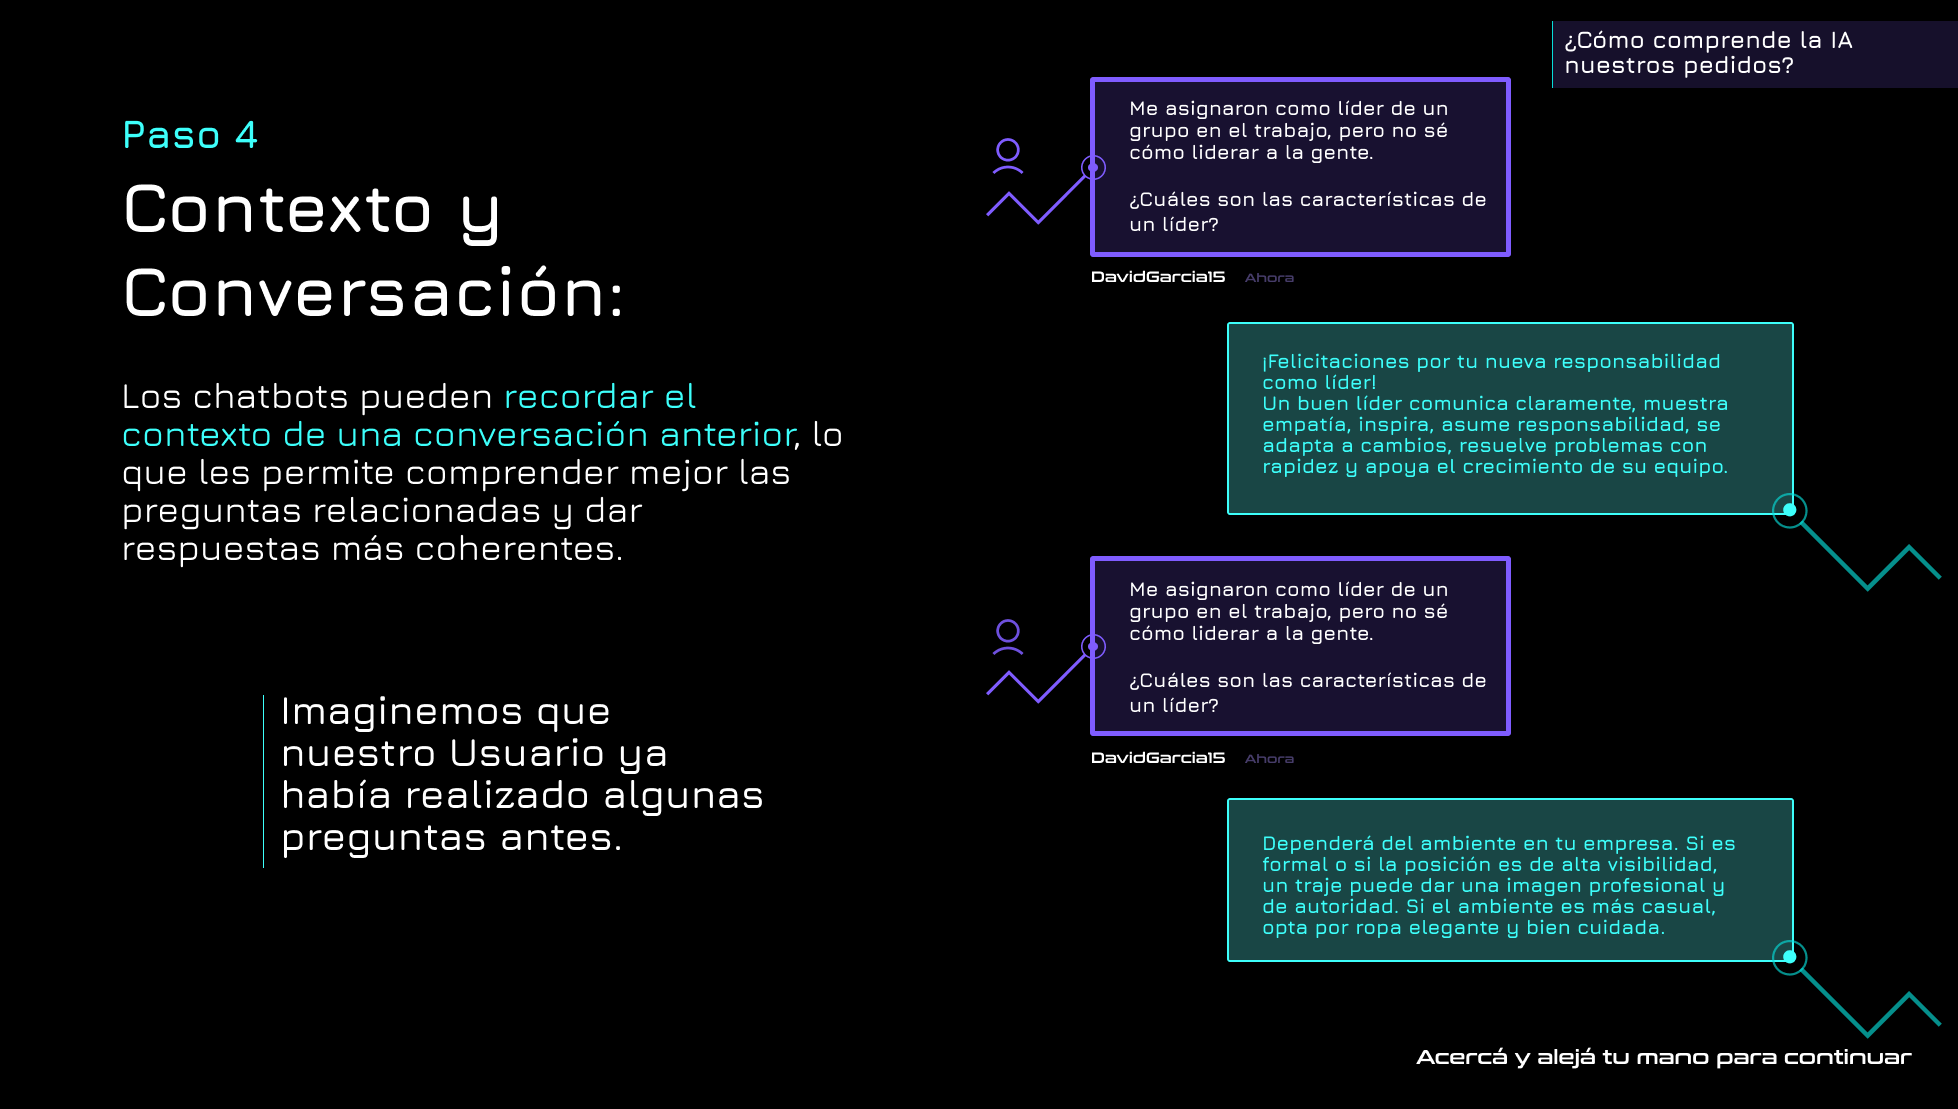 ¿Cómo comprende la IA
nuestros pedidos?
Paso 4
Contexto y
Conversación:
Los chatbots pueden recordar el
contexto de una conversación anterior, lo
que les permite comprender mejor las
preguntas relacionadas y dar
respuestas más coherentes.
Imaginemos que
nuestro Usuario ya
había realizado algunas
preguntas antes.
Me asignaron como líder de un
grupo en el trabajo, pero no sé
cómo liderar a la gente.
¿Cuáles son las características de
un líder?
DavidGarcia15 Ahora
¡Felicitaciones por tu nueva responsabilidad
como líder!
Un buen líder comunica claramente, muestra
empatía, inspira, asume responsabilidad, se
adapta a cambios, resuelve problemas con
rapidez y apoya el crecimiento de su equipo.
Me asignaron como líder de un
grupo en el trabajo, pero no sé
cómo liderar a la gente.
¿Cuáles son las características de
un líder?
DavidGarcia15 Ahora
Dependerá del ambiente en tu empresa. Si es
formal o si la posición es de alta visibilidad,
un traje puede dar una imagen profesional y
de autoridad. Si el ambiente es más casual,
opta por ropa elegante y bien cuidada.
Acercá y alejá tu mano para continuar